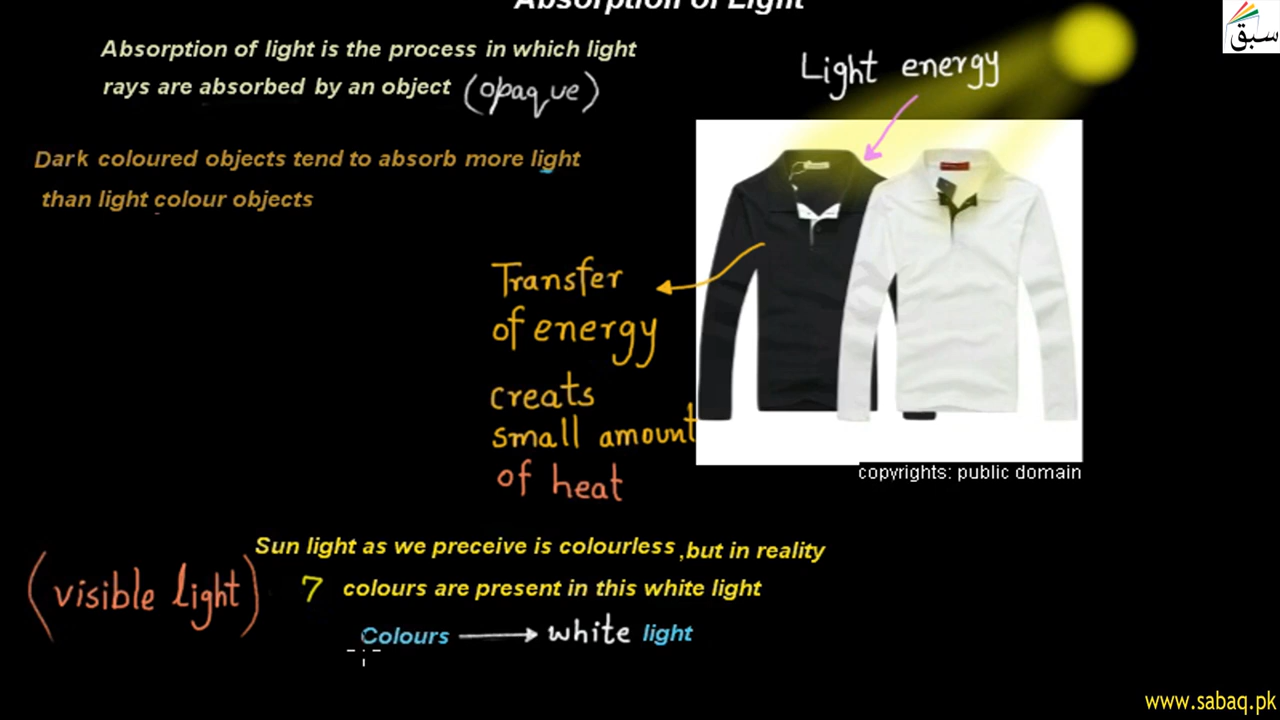 Absorption of Light
Absorption of light is the process in which light
rays are absorbed by an object (opaque)
Dark coloured objects tend to absorb more light
than light colour objects
Light energy
سبق
Transfer
of energy
creats
small amount
of heat
copyrights: public domain
Sun light as we preceive is colourless, but in reality
7 colours are present in this white light
(visible light)
Colours → white light
www.sabaq.pk